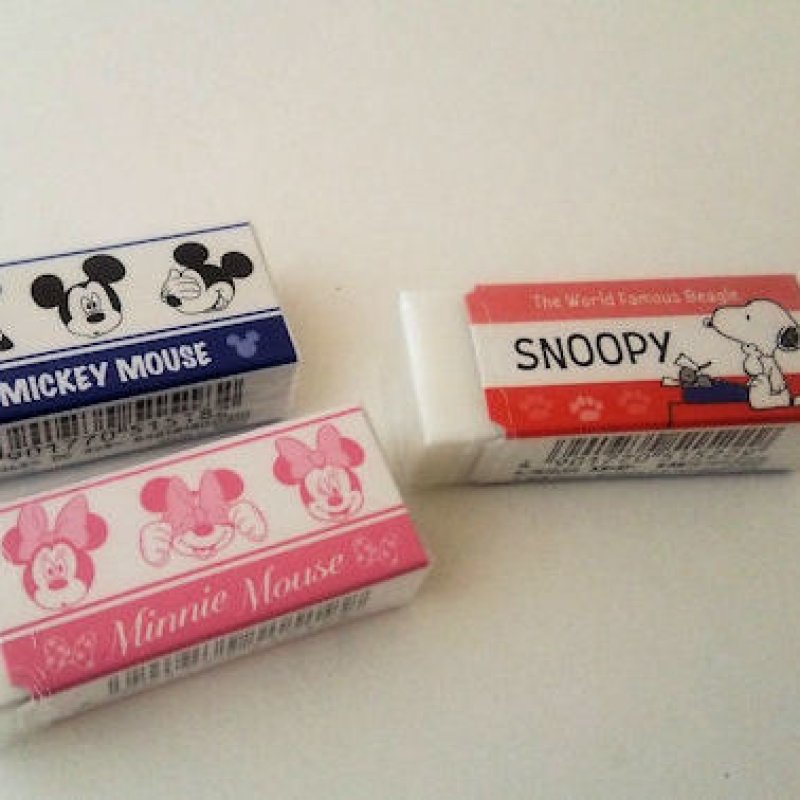 MICKEY MOUSE
Minnie Mouse
The World Famous Beagle
SNOOPY